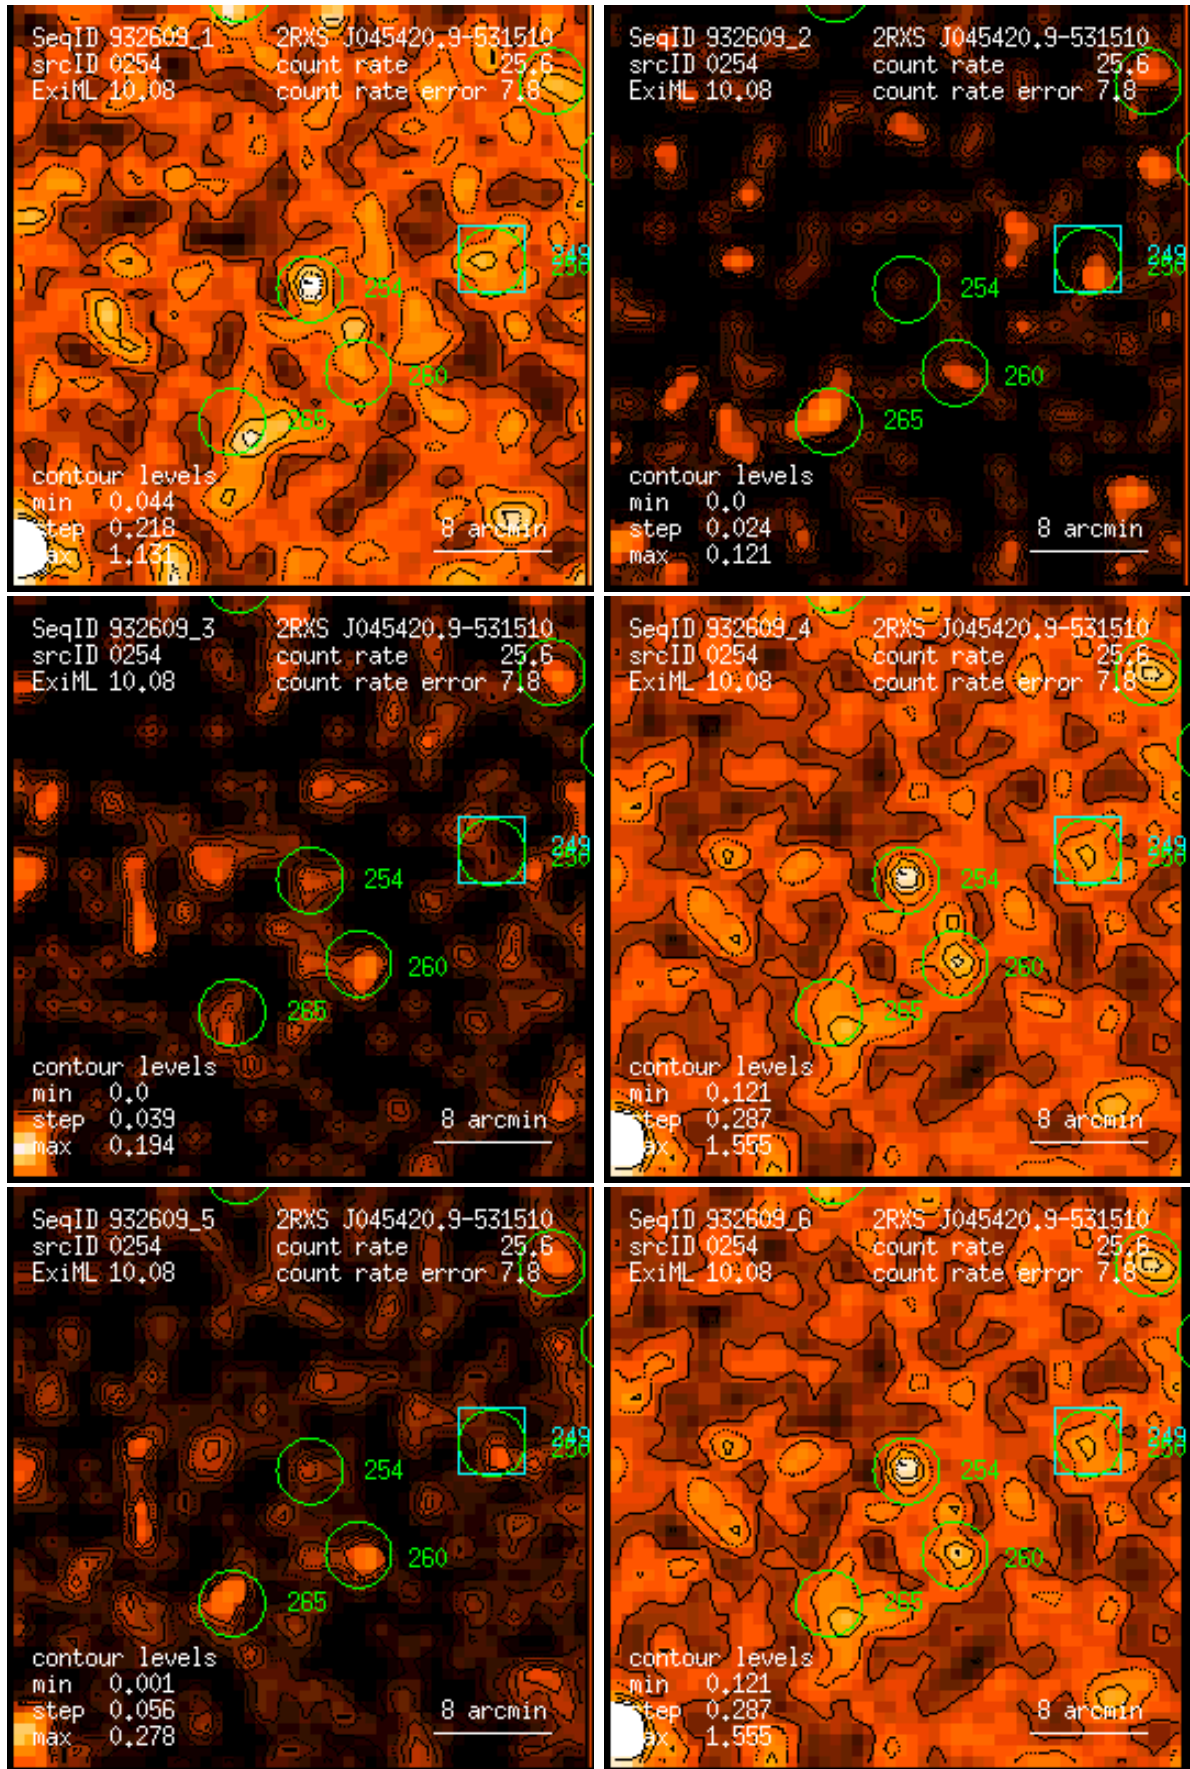 SeqID 932609_1 2RXS J045420.9-531510
srcID 0254 count rate 25.6
ExiML 10.08 count rate error 7.8
249
254
260
265
contour levels
min 0.044
step 0.218
max 1.131
8 arcmin
SeqID 932609_2 2RXS J045420.9-531510
srcID 0254 count rate 25.6
ExiML 10.08 count rate error 7.8
249
254
260
265
contour levels
min 0.0
step 0.024
max 0.121
8 arcmin
SeqID 932609_3 2RXS J045420.9-531510
srcID 0254 count rate 25.6
ExiML 10.08 count rate error 7.8
249
254
260
265
contour levels
min 0.0
step 0.039
max 0.194
8 arcmin
SeqID 932609_4 2RXS J045420.9-531510
srcID 0254 count rate 25.6
ExiML 10.08 count rate error 7.8
249
254
260
265
contour levels
min 0.121
step 0.287
max 1.555
8 arcmin
SeqID 932609_5 2RXS J045420.9-531510
srcID 0254 count rate 25.6
ExiML 10.08 count rate error 7.8
249
254
260
265
contour levels
min 0.001
step 0.056
max 0.278
8 arcmin
SeqID 932609_6 2RXS J045420.9-531510
srcID 0254 count rate 25.6
ExiML 10.08 count rate error 7.8
249
254
260
265
contour levels
min 0.121
step 0.287
max 1.555
8 arcmin